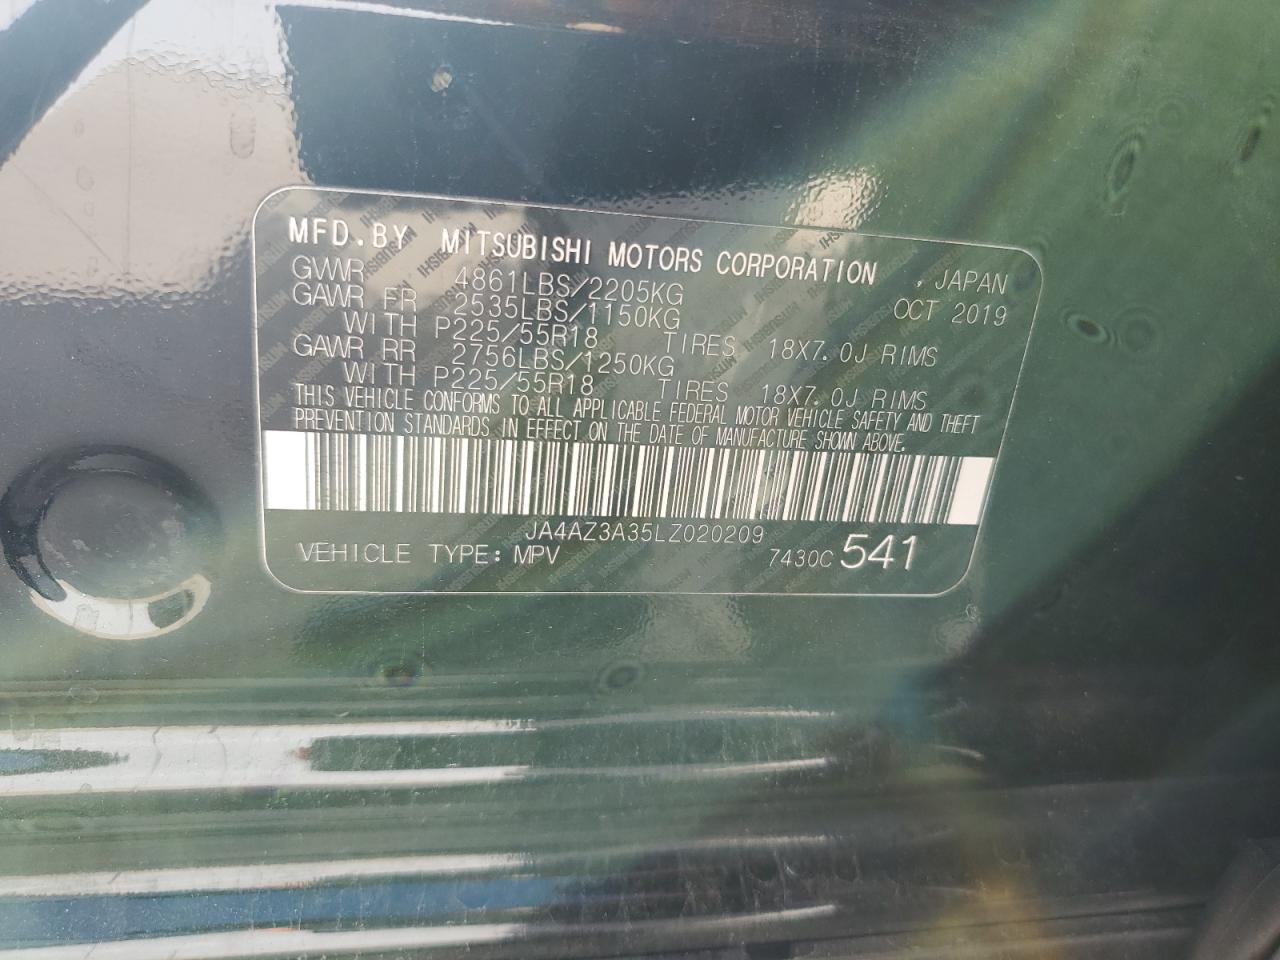 MFD.BY MITSUBISHI MOTORS CORPORATION , JAPAN
GVWR 4861LBS/2205KG OCT 2019
GAWR FR 2535LBS/1150KG
WITH P225/55R18 TIRES 18X7.0J RIMS
GAWR RR 2756LBS/1250KG
WITH P225/55R18 TIRES 18X7.0J RIMS
THIS VEHICLE CONFORMS TO ALL APPLICABLE FEDERAL MOTOR VEHICLE SAFETY AND THEFT
PREVENTION STANDARDS IN EFFECT ON THE DATE OF MANUFACTURE SHOWN ABOVE.
JA4AZ3A35LZ020209
VEHICLE TYPE: MPV 7430C 541